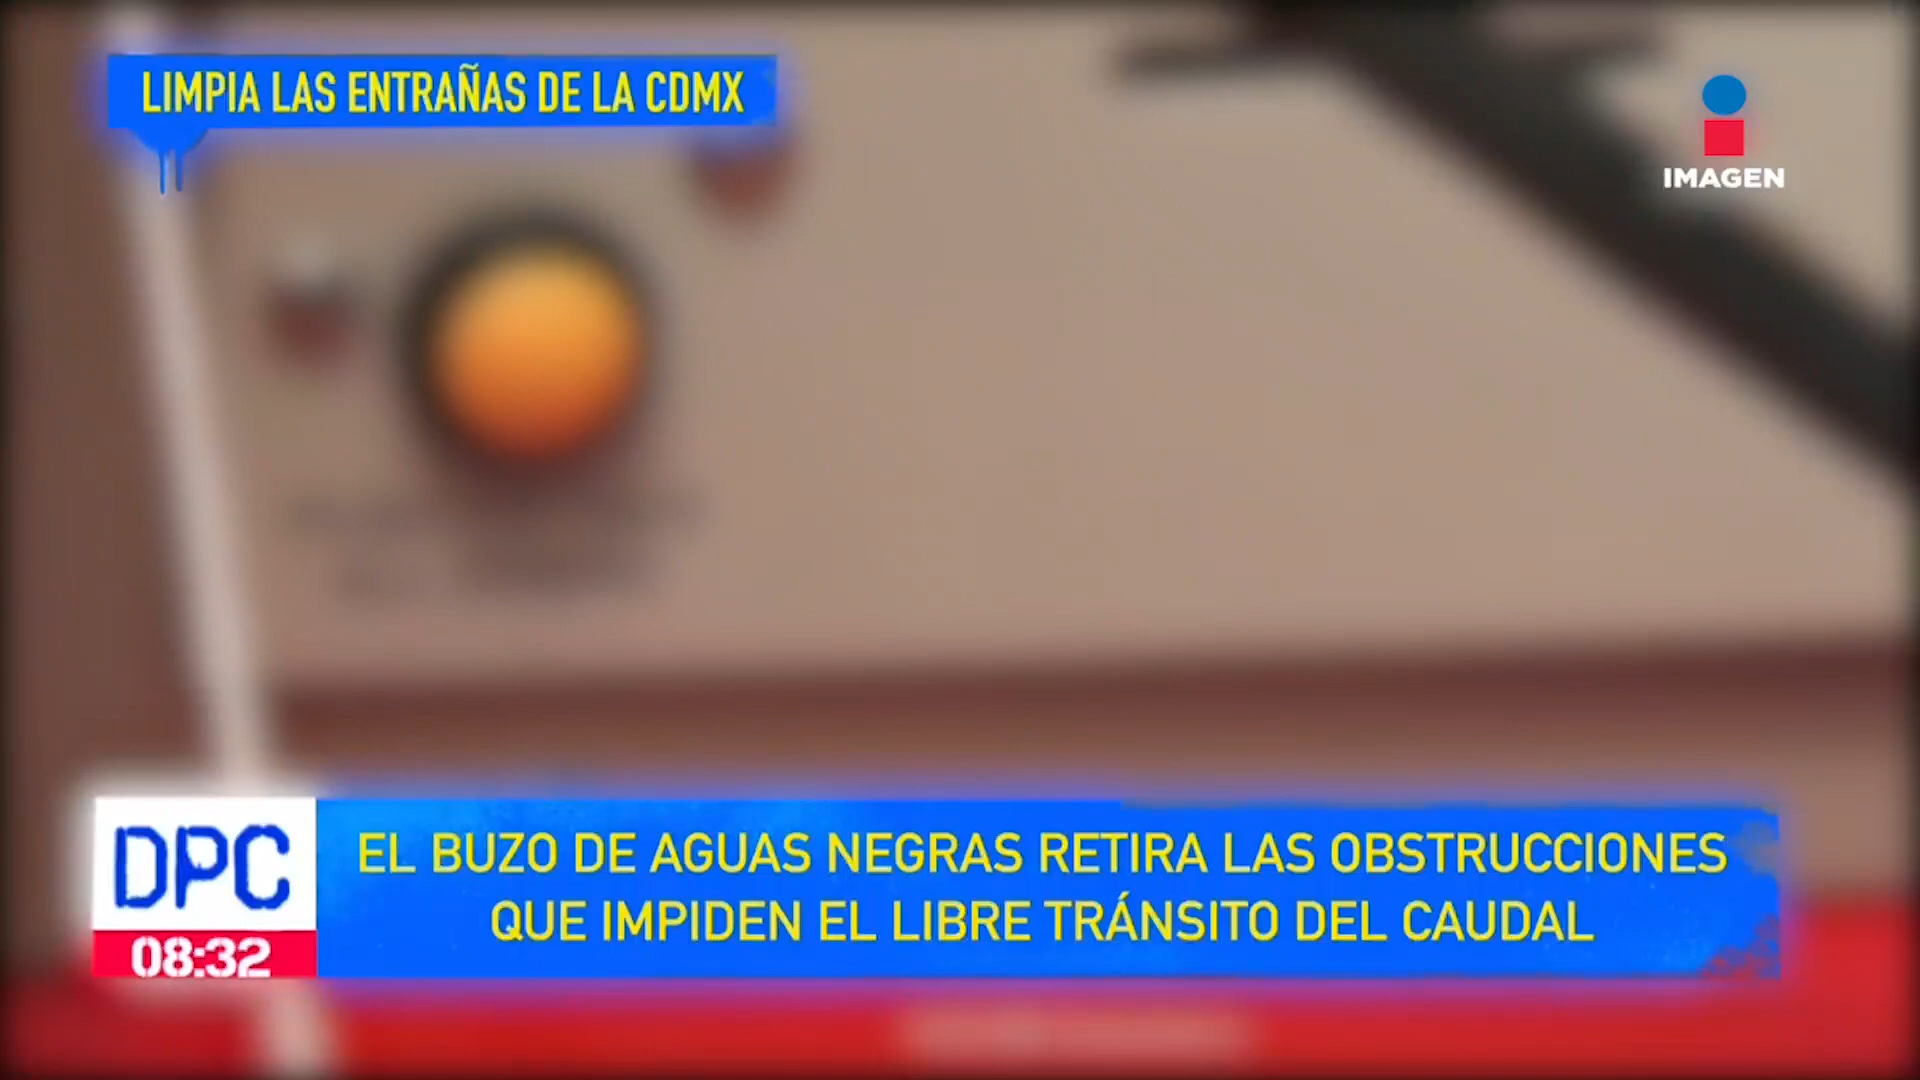 LIMPIA LAS ENTRAÑAS DE LA CDMX
IMAGEN
DPC
08:32
EL BUZO DE AGUAS NEGRAS RETIRA LAS OBSTRUCCIONES
QUE IMPIDEN EL LIBRE TRÁNSITO DEL CAUDAL